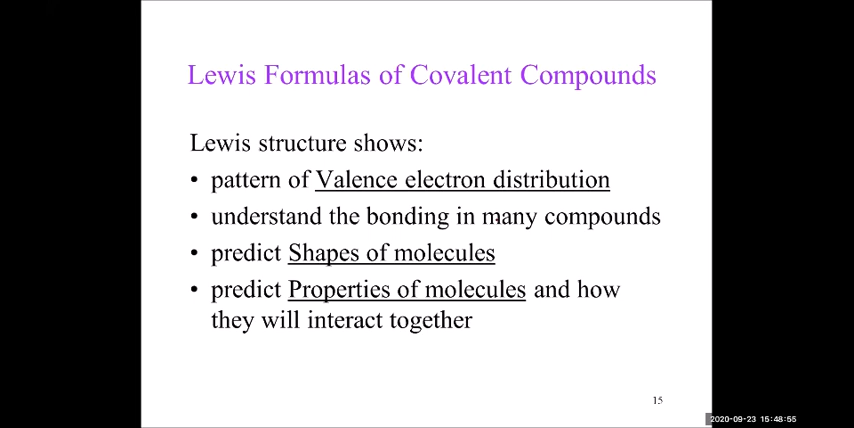 Lewis Formulas of Covalent Compounds
Lewis structure shows:
• pattern of Valence electron distribution
• understand the bonding in many compounds
• predict Shapes of molecules
• predict Properties of molecules and how
they will interact together
15
2020-09-23 15:48:55